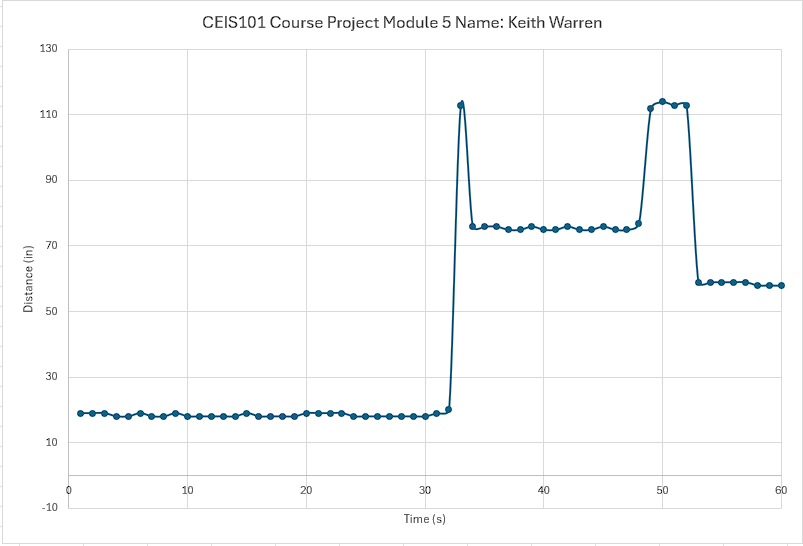 CEIS101 Course Project Module 5 Name: Keith Warren
130
110
90
70
50
30
10
-10
Distance (in)
0 10 20 30 40 50 60
Time (s)